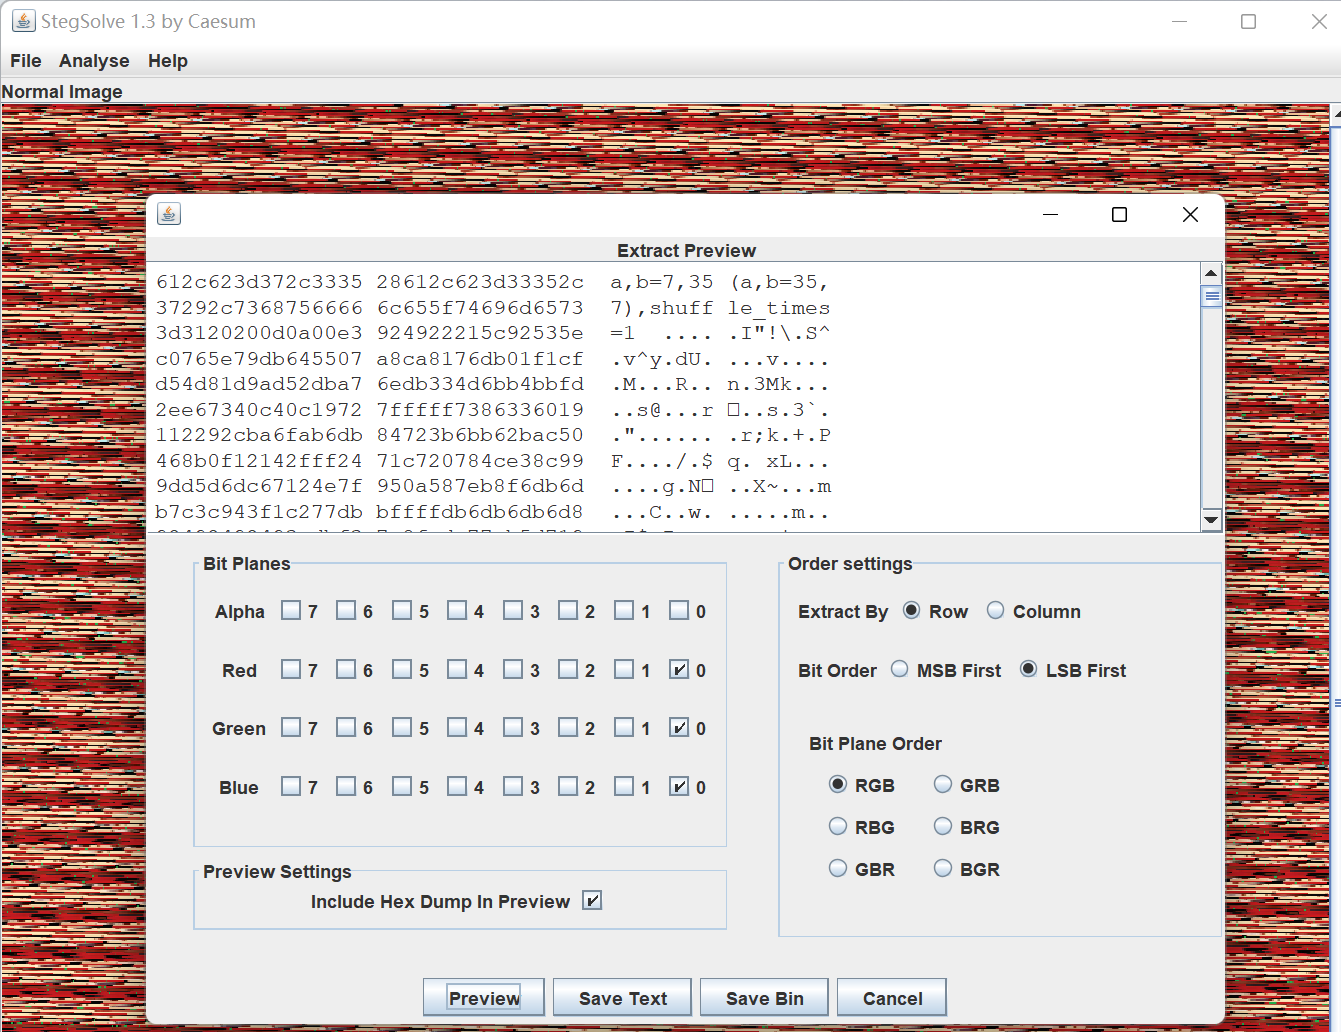 StegSolve 1.3 by Caesum
File Analyse Help
Normal Image
Extract Preview
612c623d372c3335 28612c623d33352c a,b=7,35 (a,b=35,
37292c7368756666 6c655f74696d6573 7),shuff le_times
3d3120200d0a00e3 924922215c92535e =1 .... .I"!\.S^
c0765e79db645507 a8ca8176db01f1cf .v^y.dU. ...v....
d54d81d9ad52dba7 6edb334d6bb4bbfd .M...R.. n.3Mk...
2ee67340c40c1972 7fffff7386336019 ..s@...r □..s.3`.
112292cba6fab6db 84723b6bb62bac50 ."...... .r;k.+.P
468b0f12142fff24 71c720784ce38c99 F..../.$ q. xL...
9dd5d6dc67124e7f 950a587eb8f6db6d ....g.N□ ..X~...m
b7c3c943f1c277db bffffdb6db6db6d8 ...C..w. .....m..
Bit Planes
Alpha 7 6 5 4 3 2 1 0
Red 7 6 5 4 3 2 1 0
Green 7 6 5 4 3 2 1 0
Blue 7 6 5 4 3 2 1 0
Preview Settings
Include Hex Dump In Preview
Order settings
Extract By Row Column
Bit Order MSB First LSB First
Bit Plane Order
RGB GRB
RBG BRG
GBR BGR
Preview Save Text Save Bin Cancel